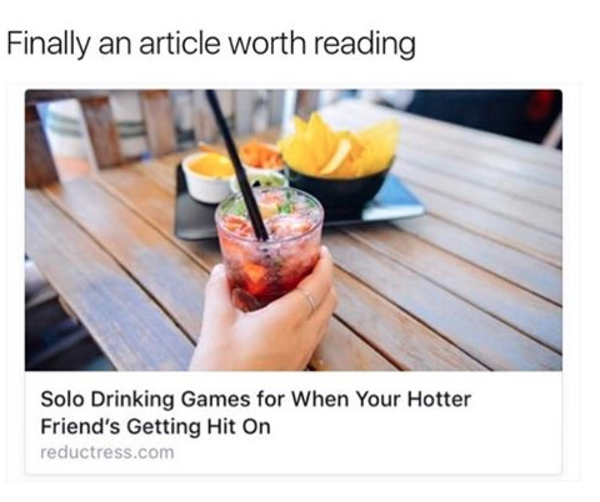 Finally an article worth reading
Solo Drinking Games for When Your Hotter
Friend's Getting Hit On
reductress.com